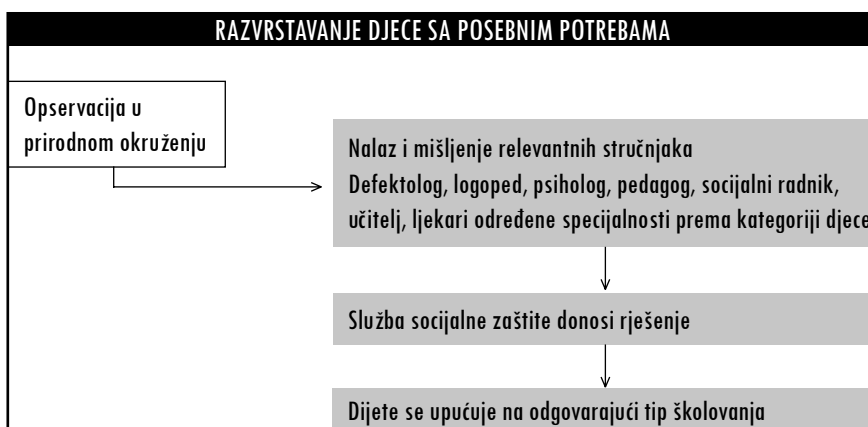 RAZVRSTAVANJE DJECE SA POSEBNIM POTREBAMA
Opservacija u
prirodnom okruženju
Nalaz i mišljenje relevantnih stručnjaka
Defektolog, logoped, psiholog, pedagog, socijalni radnik,
učitelj, ljekari određene specijalnosti prema kategoriji djece
Služba socijalne zaštite donosi rješenje
Dijete se upućuje na odgovarajući tip školovanja